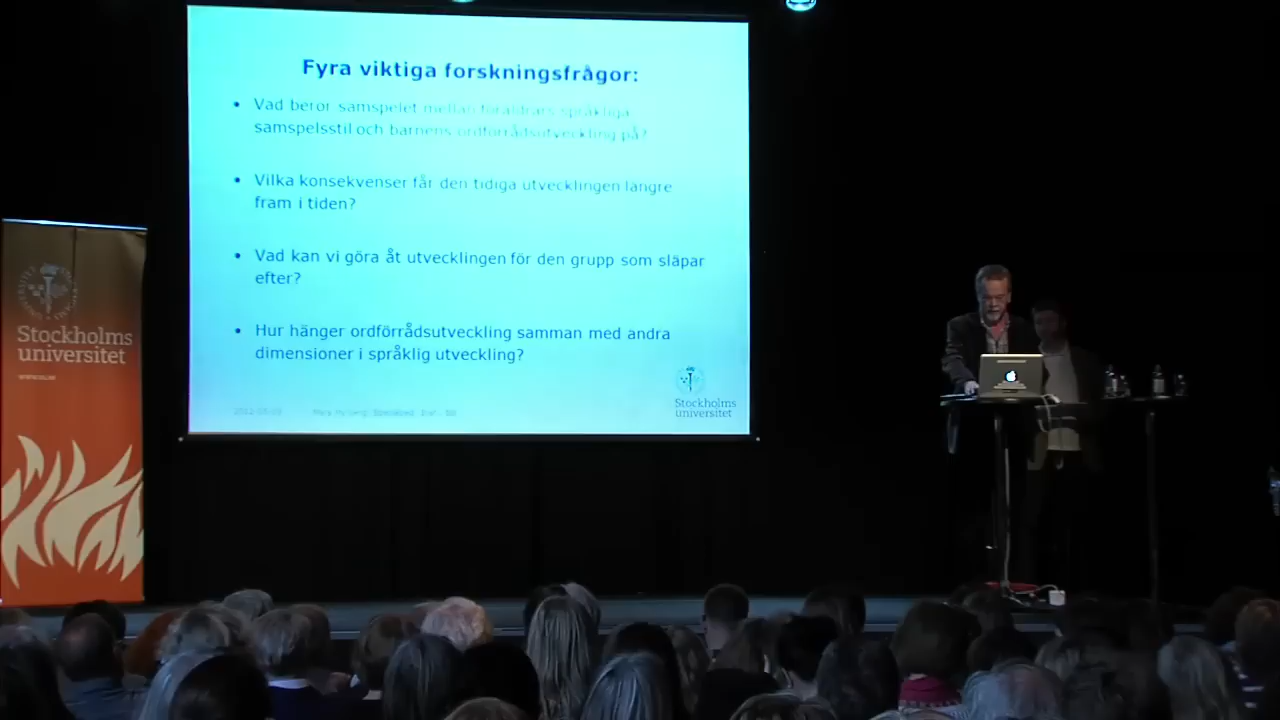 Fyra viktiga forskningsfrågor:
• Vad beror samspelet mellan föräldrars språkliga
samspelsstil och barnens ordförrådsutveckling på?
• Vilka konsekvenser får den tidiga utvecklingen längre
fram i tiden?
• Vad kan vi göra åt utvecklingen för den grupp som släpar
efter?
• Hur hänger ordförrådsutveckling samman med andra
dimensioner i språklig utveckling?
Stockholms
universitet
Stockholms
universitet